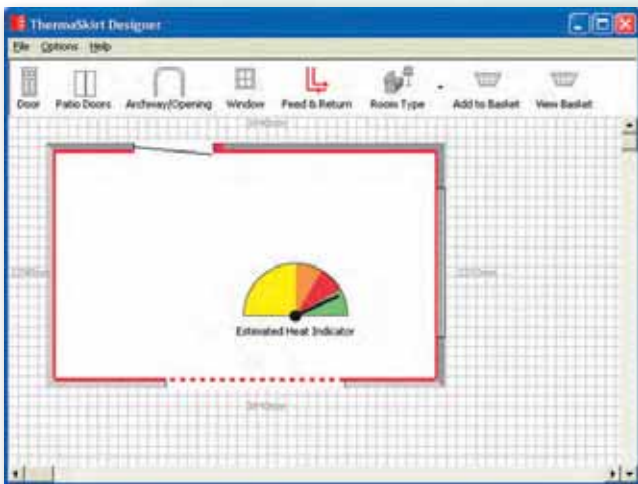 ThermaSkirt Designer
File Options Help
Door Patio Doors Archway/Opening Window Feed & Return Room Type Add to Basket View Basket
Estimated Heat Indicator